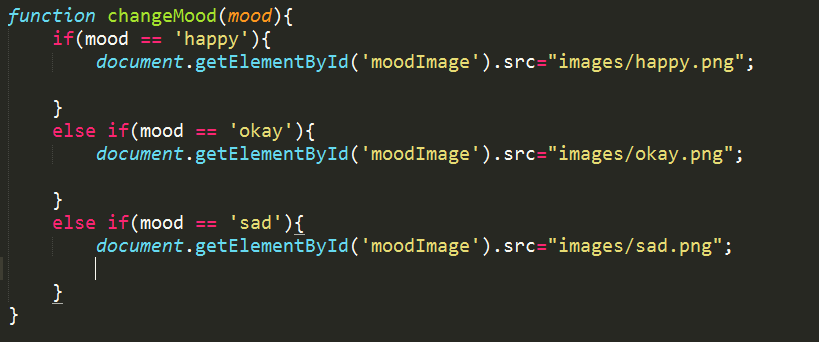 function changeMood(mood){
    if(mood == 'happy'){
        document.getElementById('moodImage').src="images/happy.png";
    }
    else if(mood == 'okay'){
        document.getElementById('moodImage').src="images/okay.png";
    }
    else if(mood == 'sad'){
        document.getElementById('moodImage').src="images/sad.png";
    }
}